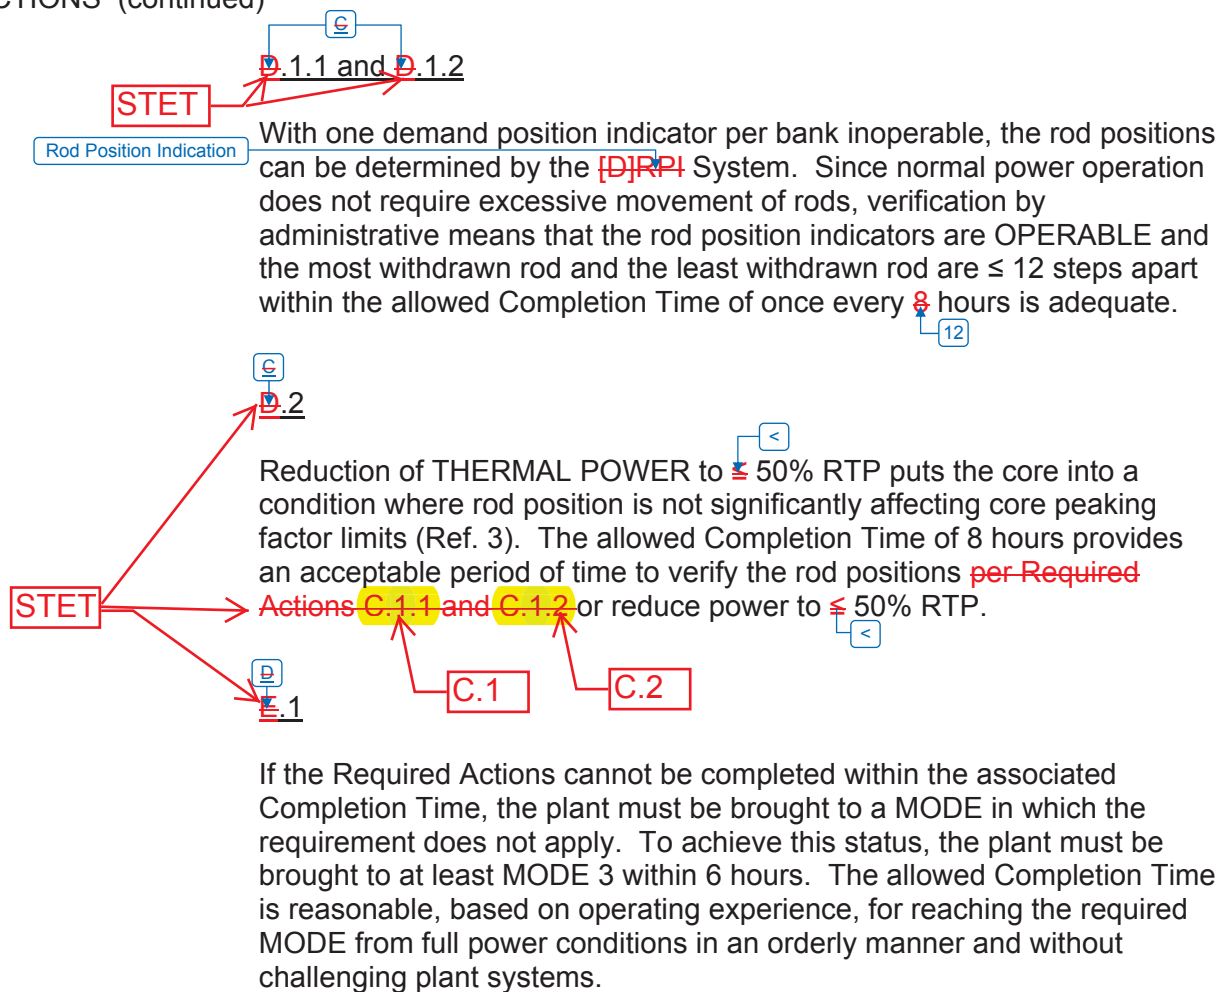 CTIONS (continued)
C
D.1.1 and D.1.2
STET
With one demand position indicator per bank inoperable, the rod positions
Rod Position Indication
can be determined by the [D]RPI System. Since normal power operation
does not require excessive movement of rods, verification by
administrative means that the rod position indicators are OPERABLE and
the most withdrawn rod and the least withdrawn rod are ≤ 12 steps apart
within the allowed Completion Time of once every 8 hours is adequate.
12
C
D.2
<
Reduction of THERMAL POWER to ≤ 50% RTP puts the core into a
condition where rod position is not significantly affecting core peaking
factor limits (Ref. 3). The allowed Completion Time of 8 hours provides
an acceptable period of time to verify the rod positions per Required
STET
Actions C.1.1 and C.1.2 or reduce power to ≤ 50% RTP.
<
D
C.1
C.2
E.1
If the Required Actions cannot be completed within the associated
Completion Time, the plant must be brought to a MODE in which the
requirement does not apply. To achieve this status, the plant must be
brought to at least MODE 3 within 6 hours. The allowed Completion Time
is reasonable, based on operating experience, for reaching the required
MODE from full power conditions in an orderly manner and without
challenging plant systems.